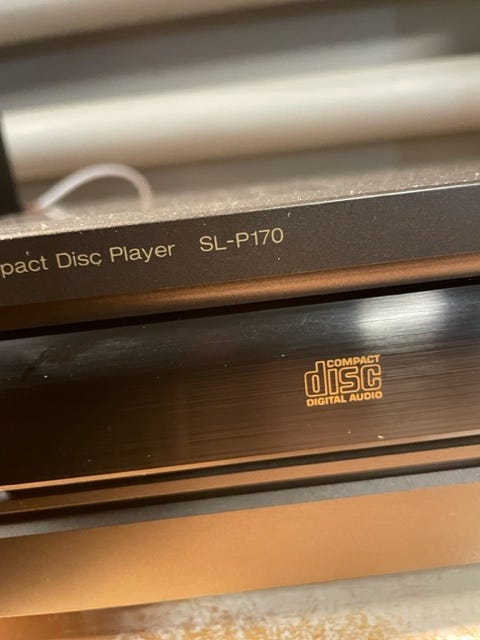 pact Disc Player SL-P170
COMPACT
disc
DIGITAL AUDIO